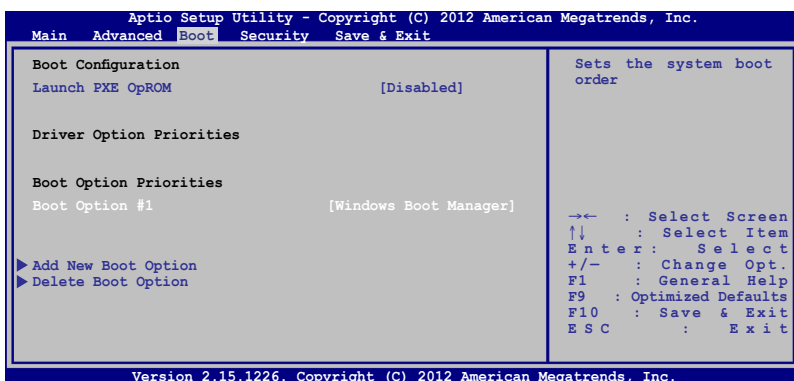 Aptio Setup Utility - Copyright (C) 2012 American Megatrends, Inc.
Main Advanced Boot Security Save & Exit
Boot Configuration
Launch PXE OpROM [Disabled]
Driver Option Priorities
Boot Option Priorities
Boot Option #1 [Windows Boot Manager]
Add New Boot Option
Delete Boot Option
Sets the system boot
order
→← : Select Screen
↑↓ : Select Item
Enter: Select
+/— : Change Opt.
F1 : General Help
F9 : Optimized Defaults
F10 : Save & Exit
ESC : Exit
Version 2.15.1226. Copyright (C) 2012 American Megatrends, Inc.